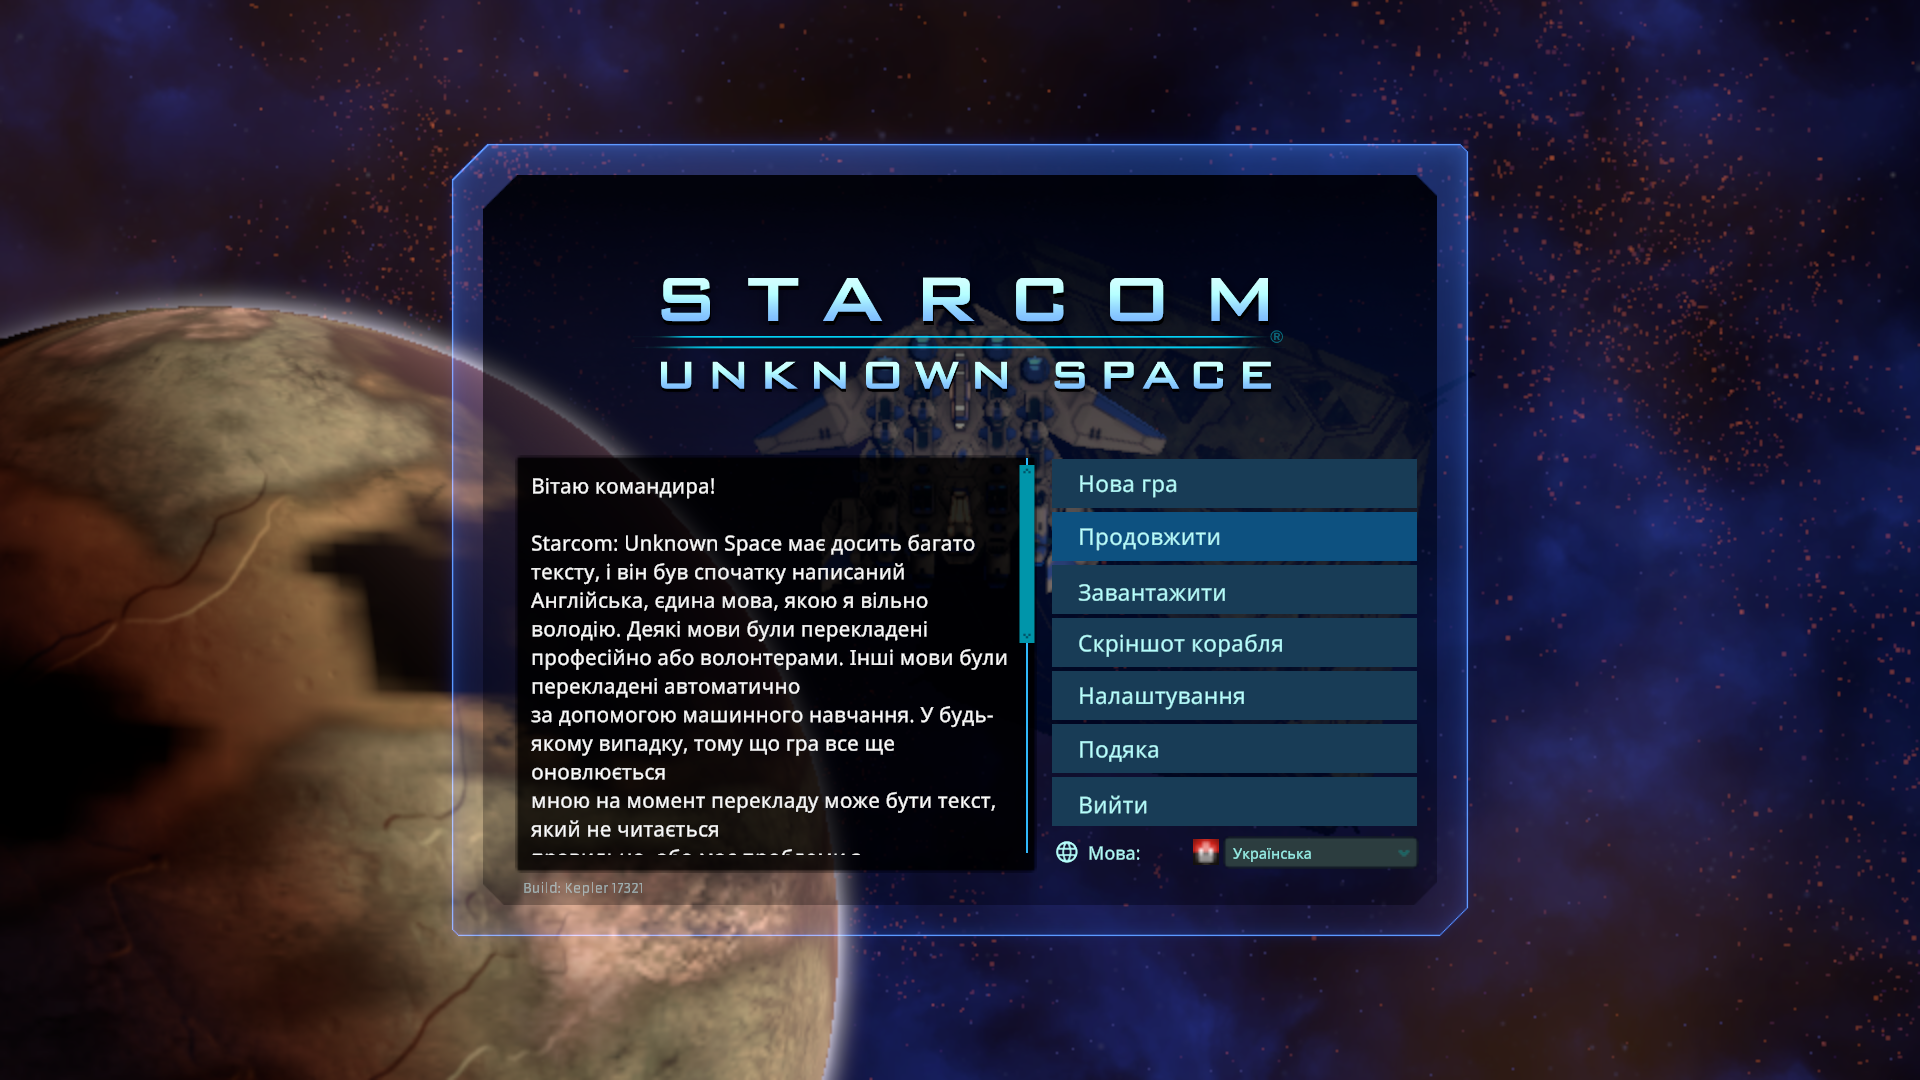 STARCOM
®
UNKNOWN SPACE
Вітаю командира!
Starcom: Unknown Space має досить багато
тексту, і він був спочатку написаний
Англійська, єдина мова, якою я вільно
володію. Деякі мови були перекладені
професійно або волонтерами. Інші мови були
перекладені автоматично
за допомогою машинного навчання. У будь-
якому випадку, тому що гра все ще
оновлюється
мною на момент перекладу може бути текст,
який не читається
Build: Kepler 17321
Нова гра
Продовжити
Завантажити
Скріншот корабля
Налаштування
Подяка
Вийти
Мова:
Українська